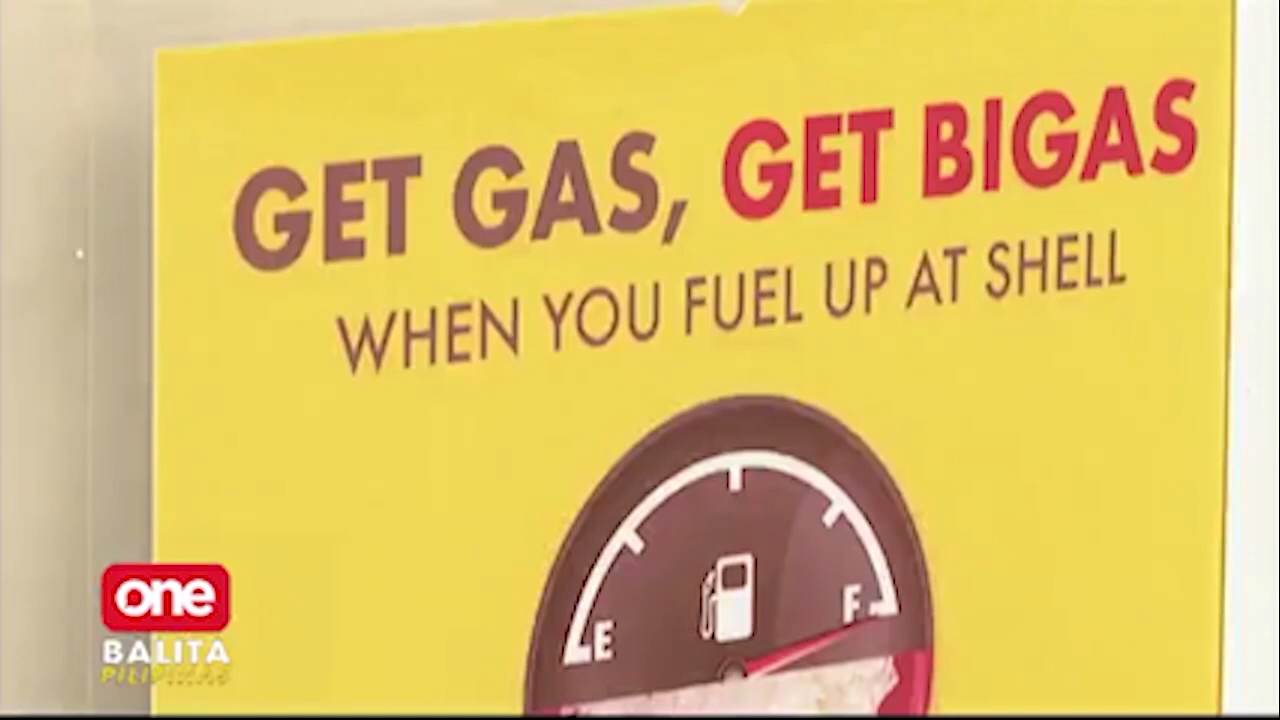 GET GAS, GET BIGAS
WHEN YOU FUEL UP AT SHELL
E
F
one
BALITA
PILIPINAS